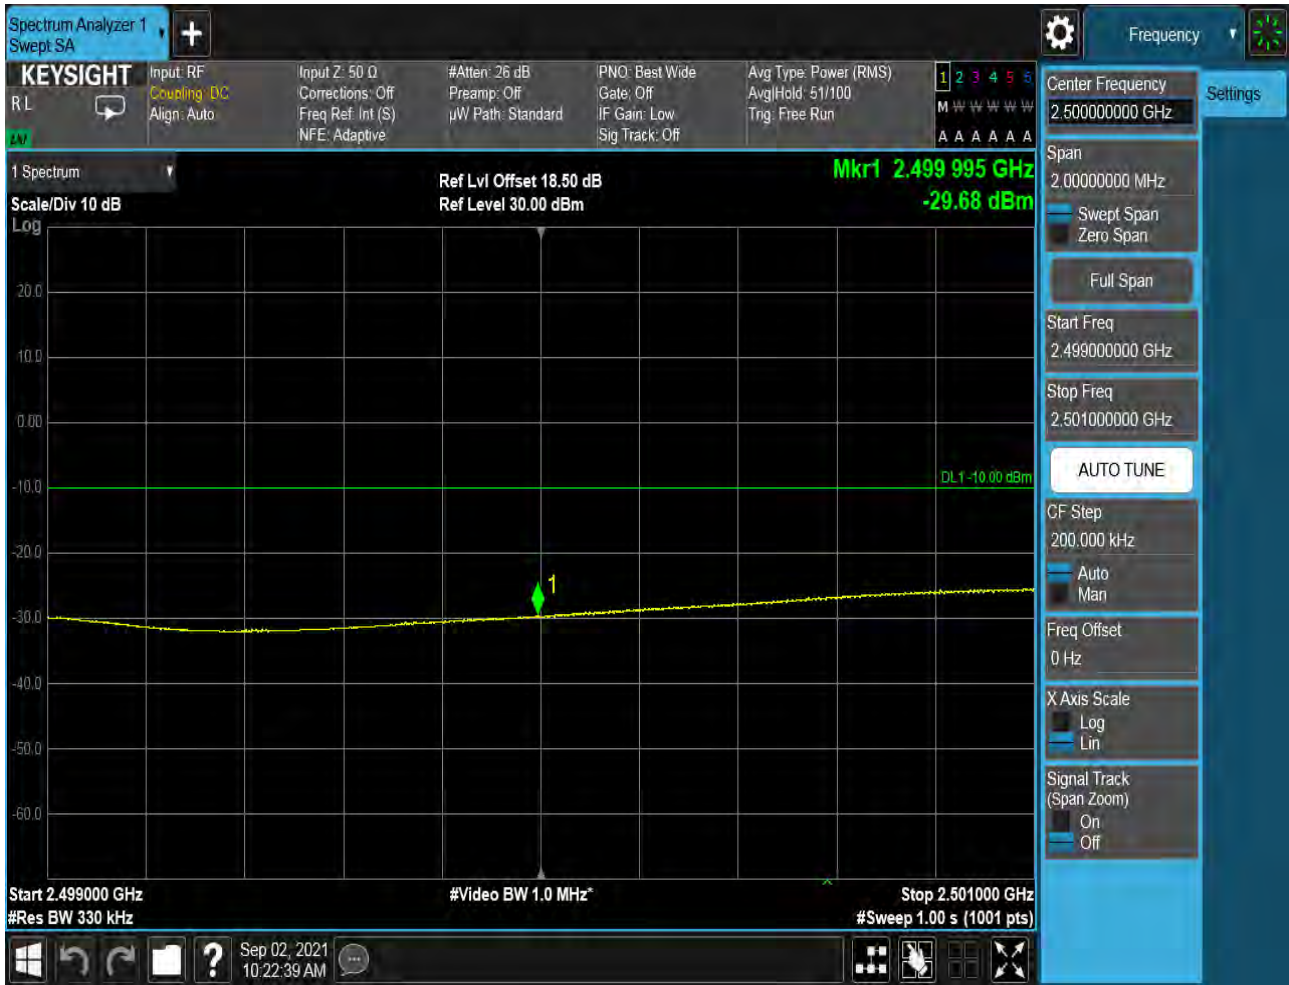 Spectrum Analyzer 1
Swept SA
Frequency
KEYSIGHT
R L
Input: RF
Coupling: DC
Align: Auto
Input Z: 50 Ω
Corrections: Off
Freq Ref: Int (S)
NFE: Adaptive
#Atten: 26 dB
Preamp: Off
µW Path: Standard
PNO: Best Wide
Gate: Off
IF Gain: Low
Sig Track: Off
Avg Type: Power (RMS)
Avg|Hold: 51/100
Trig: Free Run
1 2 3 4 5 6
M W W W W W
A A A A A A
Settings
1 Spectrum
Scale/Div 10 dB
Log
Ref Lvl Offset 18.50 dB
Ref Level 30.00 dBm
Mkr1 2.499 995 GHz
-29.68 dBm
20.0
10.0
0.00
-10.0
-20.0
-30.0
-40.0
-50.0
-60.0
DL1 -10.00 dBm
1
Start 2.499000 GHz
#Res BW 330 kHz
#Video BW 1.0 MHz*
Stop 2.501000 GHz
#Sweep 1.00 s (1001 pts)
Center Frequency
2.500000000 GHz
Span
2.00000000 MHz
Swept Span
Zero Span
Full Span
Start Freq
2.499000000 GHz
Stop Freq
2.501000000 GHz
AUTO TUNE
CF Step
200.000 kHz
Auto
Man
Freq Offset
0 Hz
X Axis Scale
Log
Lin
Signal Track
(Span Zoom)
On
Off
?
Sep 02, 2021
10:22:39 AM